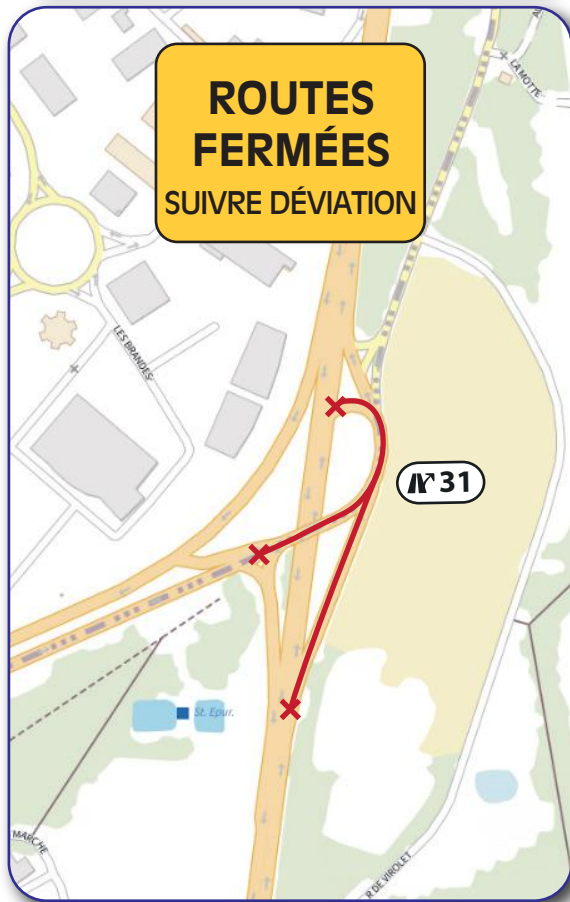 ROUTES
FERMÉES
SUIVRE DÉVIATION
LA MOTTE
LES BRANDES
31
St. Epur.
MARCHE
R DE VIROLET